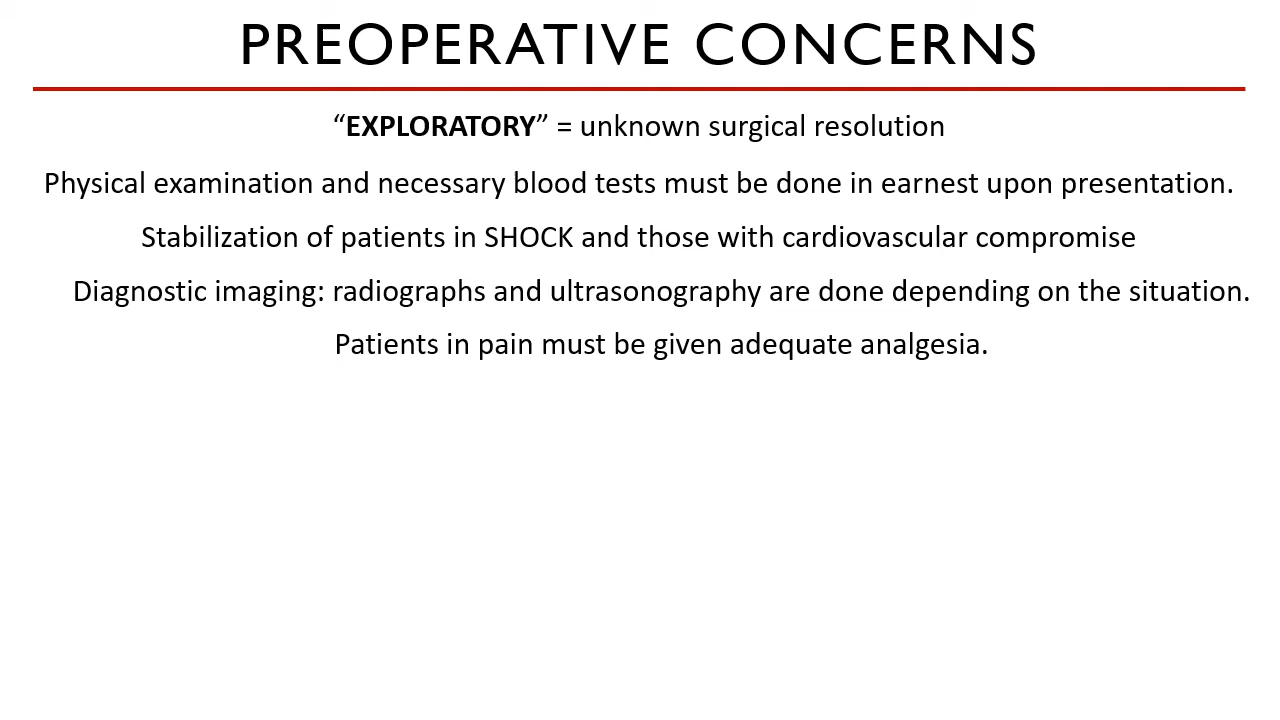 PREOPERATIVE CONCERNS
“EXPLORATORY” = unknown surgical resolution
Physical examination and necessary blood tests must be done in earnest upon presentation.
Stabilization of patients in SHOCK and those with cardiovascular compromise
Diagnostic imaging: radiographs and ultrasonography are done depending on the situation.
Patients in pain must be given adequate analgesia.